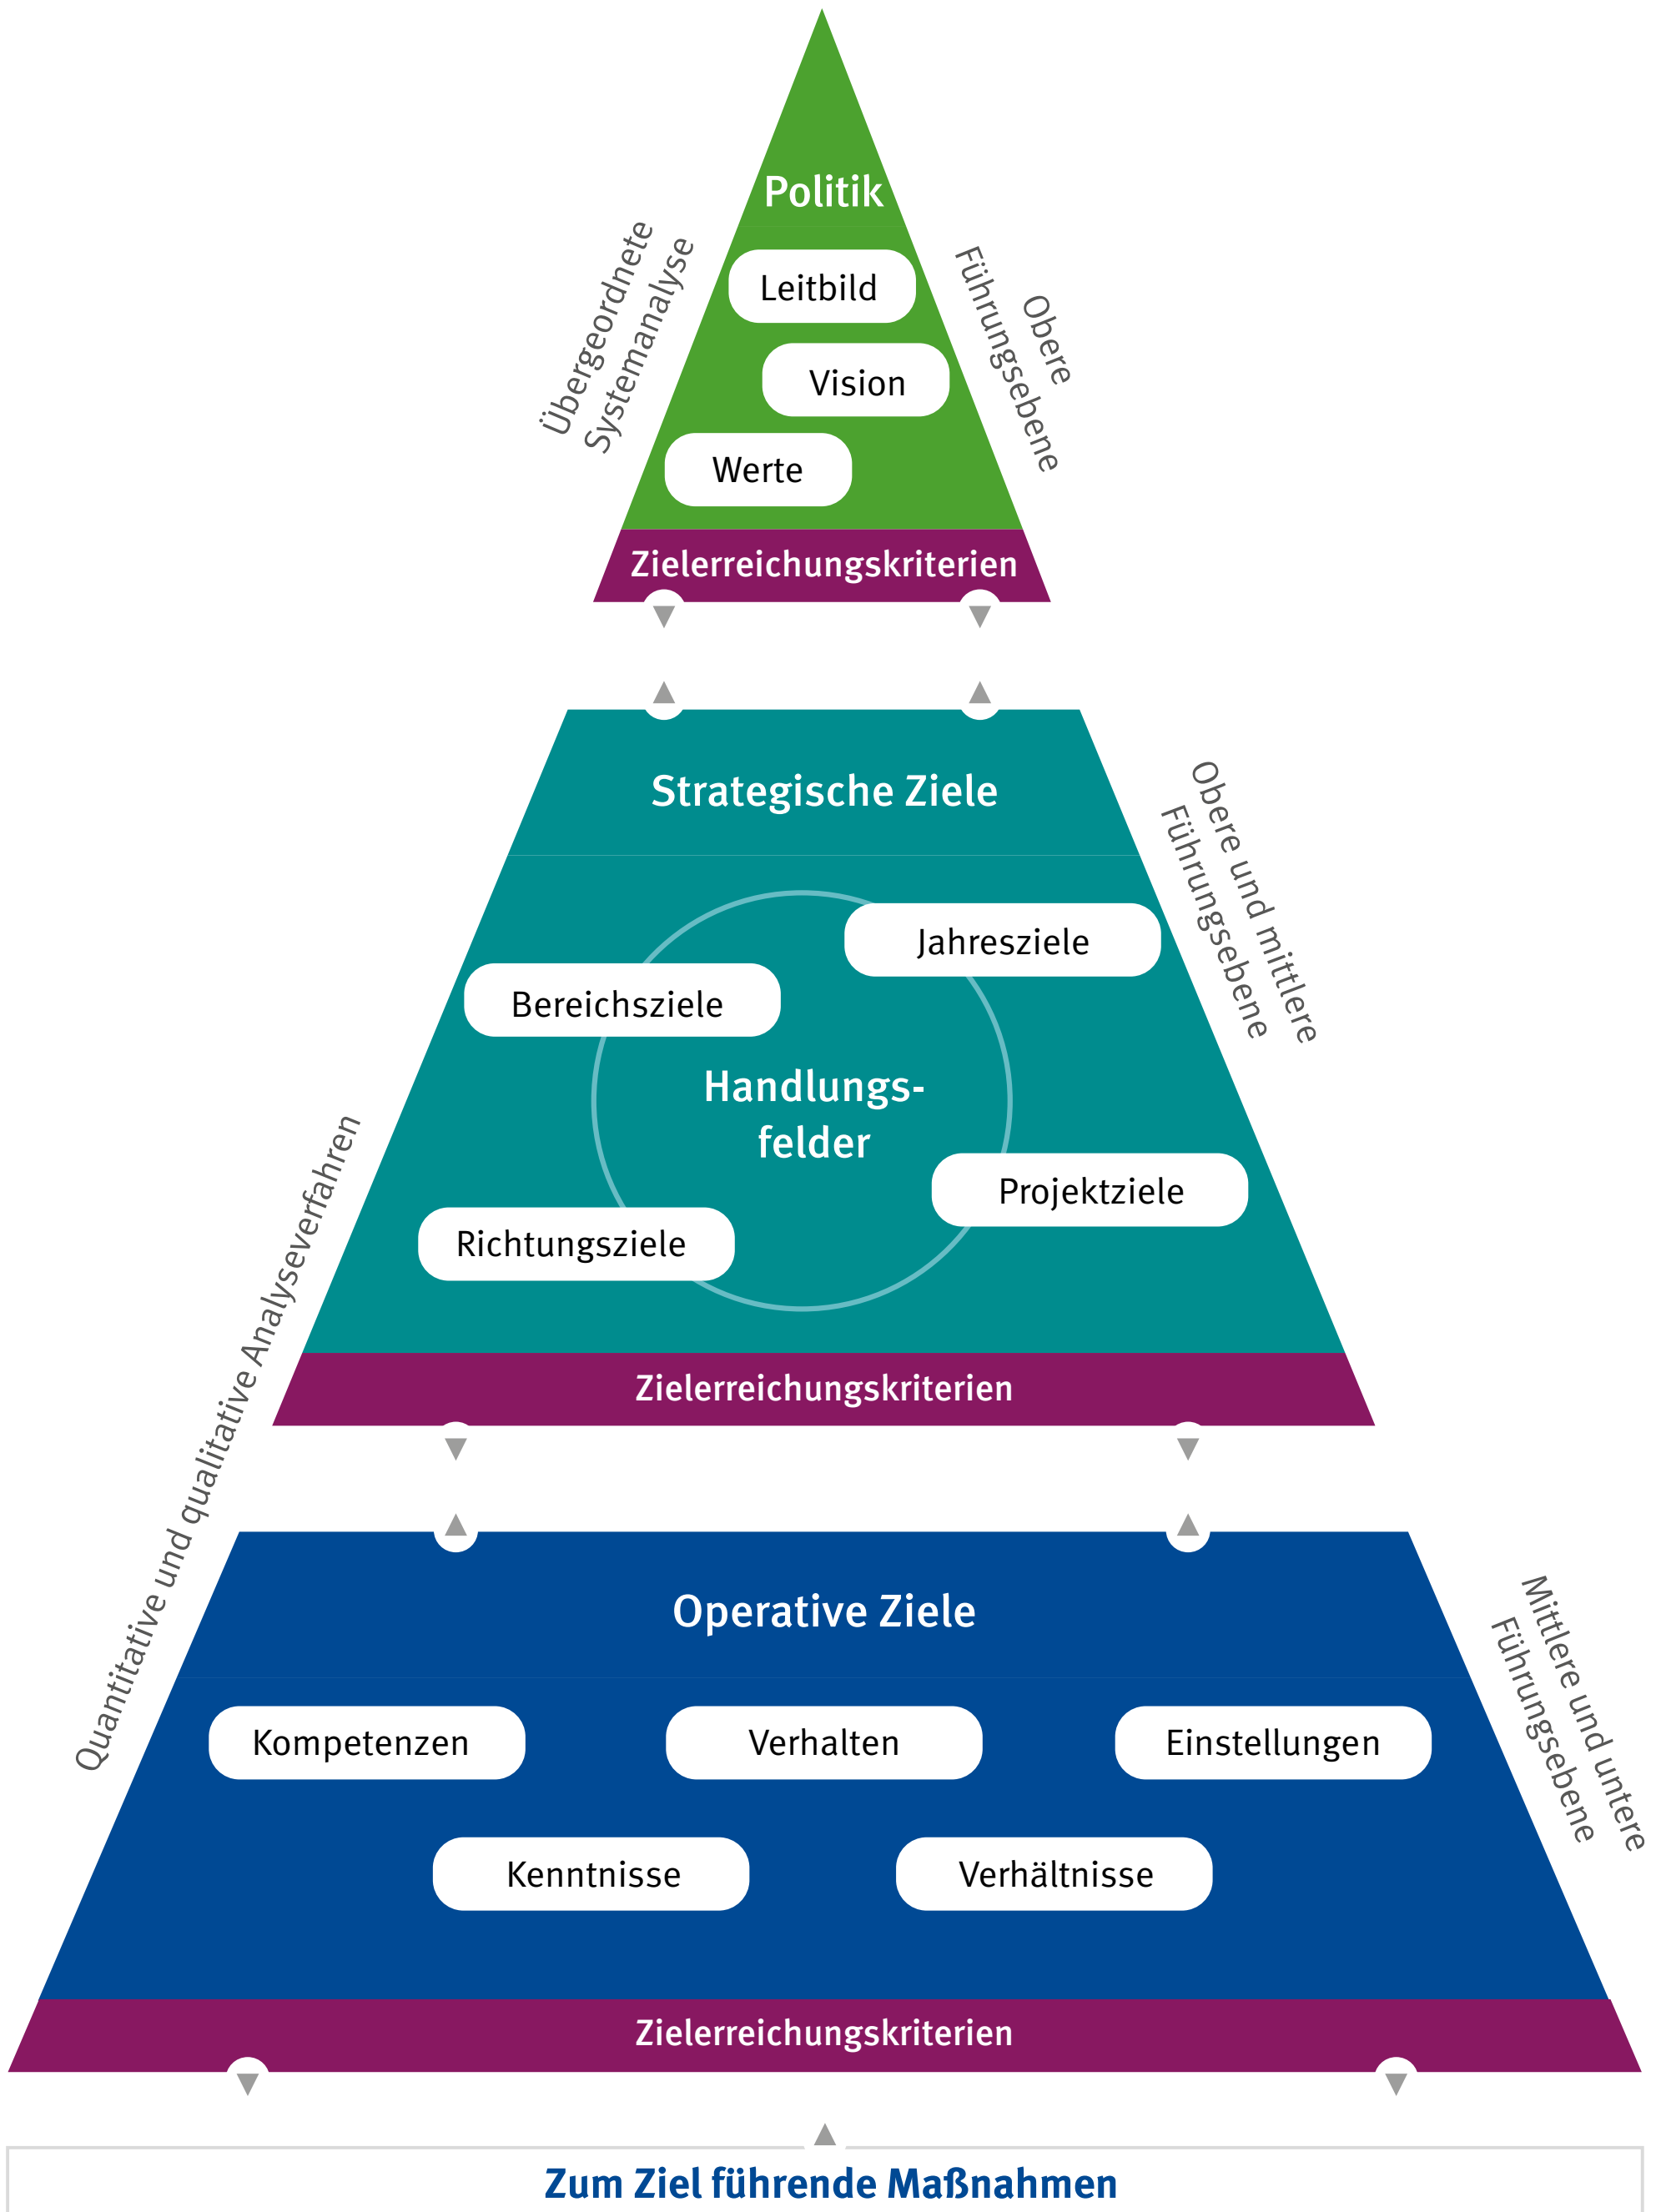 Politik
Übergeordnete
Systemanalyse
Leitbild
Vision
Werte
Obere
Führungsebene
Zielerreichungskriterien
Strategische Ziele
Obere und mittlere
Führungsebene
Jahresziele
Bereichsziele
Handlungs-
felder
Projektziele
Richtungsziele
Zielerreichungskriterien
Quantitative und qualitative Analyseverfahren
Operative Ziele
Mittlere und untere
Führungsebene
Kompetenzen
Verhalten
Einstellungen
Kenntnisse
Verhältnisse
Zielerreichungskriterien
Zum Ziel führende Maßnahmen